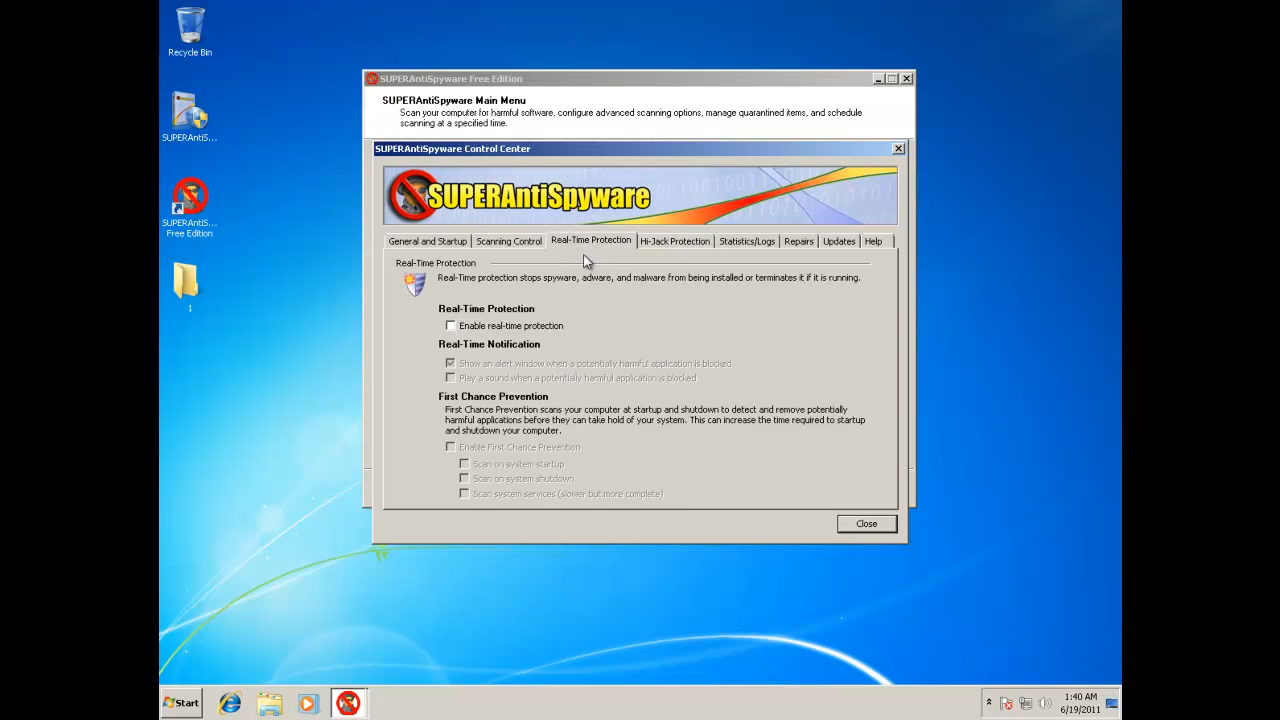 Recycle Bin
SUPERAntiS...
SUPERAntiS...
Free Edition
1
SUPERAntiSpyware Free Edition
SUPERAntiSpyware Main Menu
Scan your computer for harmful software, configure advanced scanning options, manage quarantined items, and schedule
scanning at a specified time.
SUPERAntiSpyware Control Center
SUPERAntiSpyware
General and Startup
Scanning Control
Real-Time Protection
Hi-Jack Protection
Statistics/Logs
Repairs
Updates
Help
Real-Time Protection
Real-Time protection stops spyware, adware, and malware from being installed or terminates it if it is running.
Real-Time Protection
Enable real-time protection
Real-Time Notification
Show an alert window when a potentially harmful application is blocked
Play a sound when a potentially harmful application is blocked
First Chance Prevention
First Chance Prevention scans your computer at startup and shutdown to detect and remove potentially
harmful applications before they can take hold of your system. This can increase the time required to startup
and shutdown your computer.
Enable First Chance Prevention
Scan on system startup
Scan on system shutdown
Scan system services (slower but more complete)
Close
Start
1:40 AM
6/19/2011